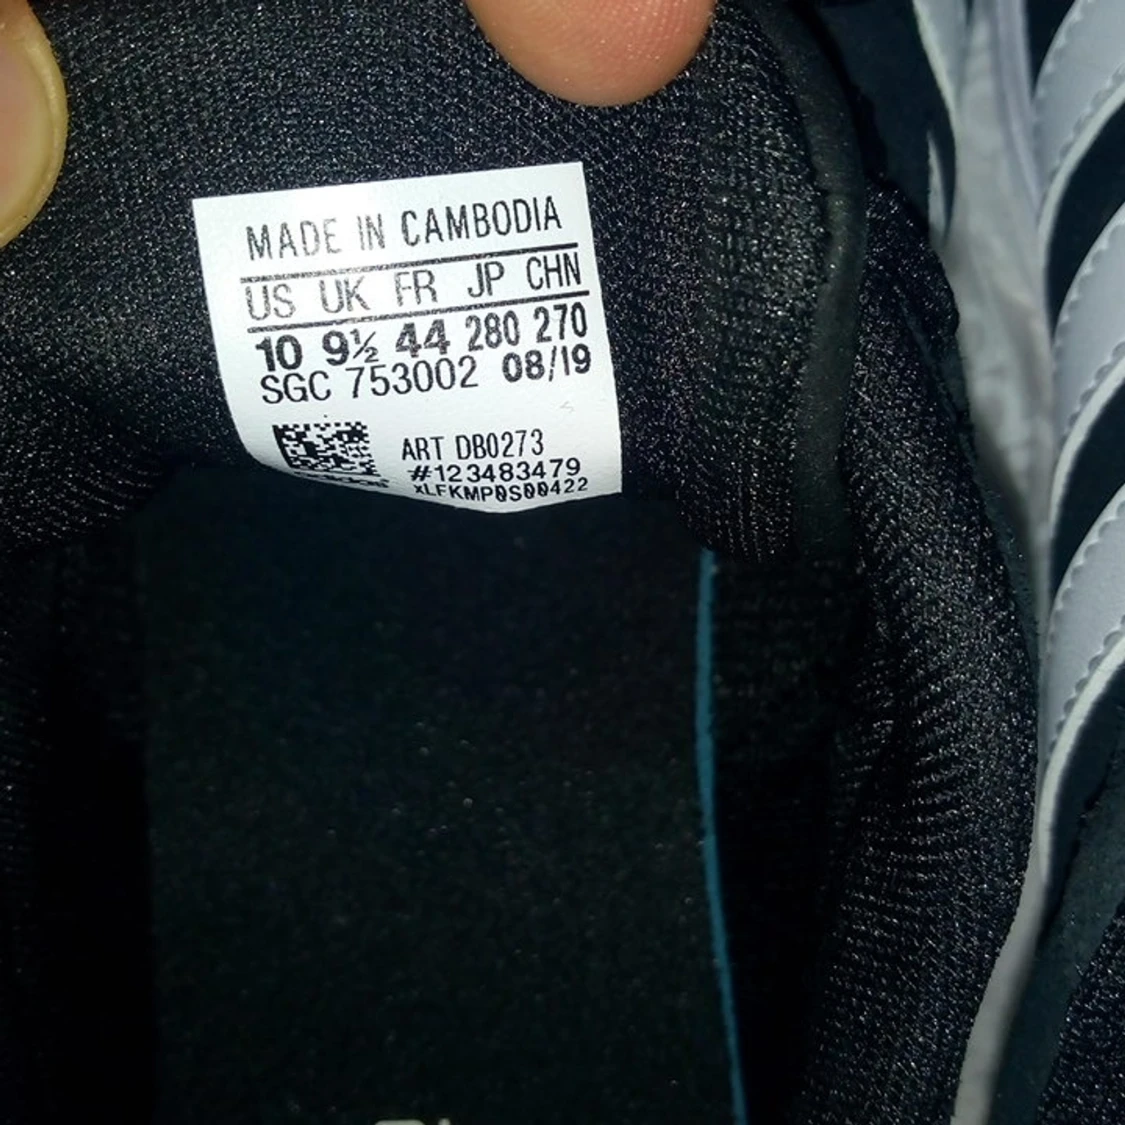 MADE IN CAMBODIA
US UK FR JP CHN
10 9½ 44 280 270
SGC 753002 08/19
ART DB0273
#123483479
XLFKMP0S00422
adidas